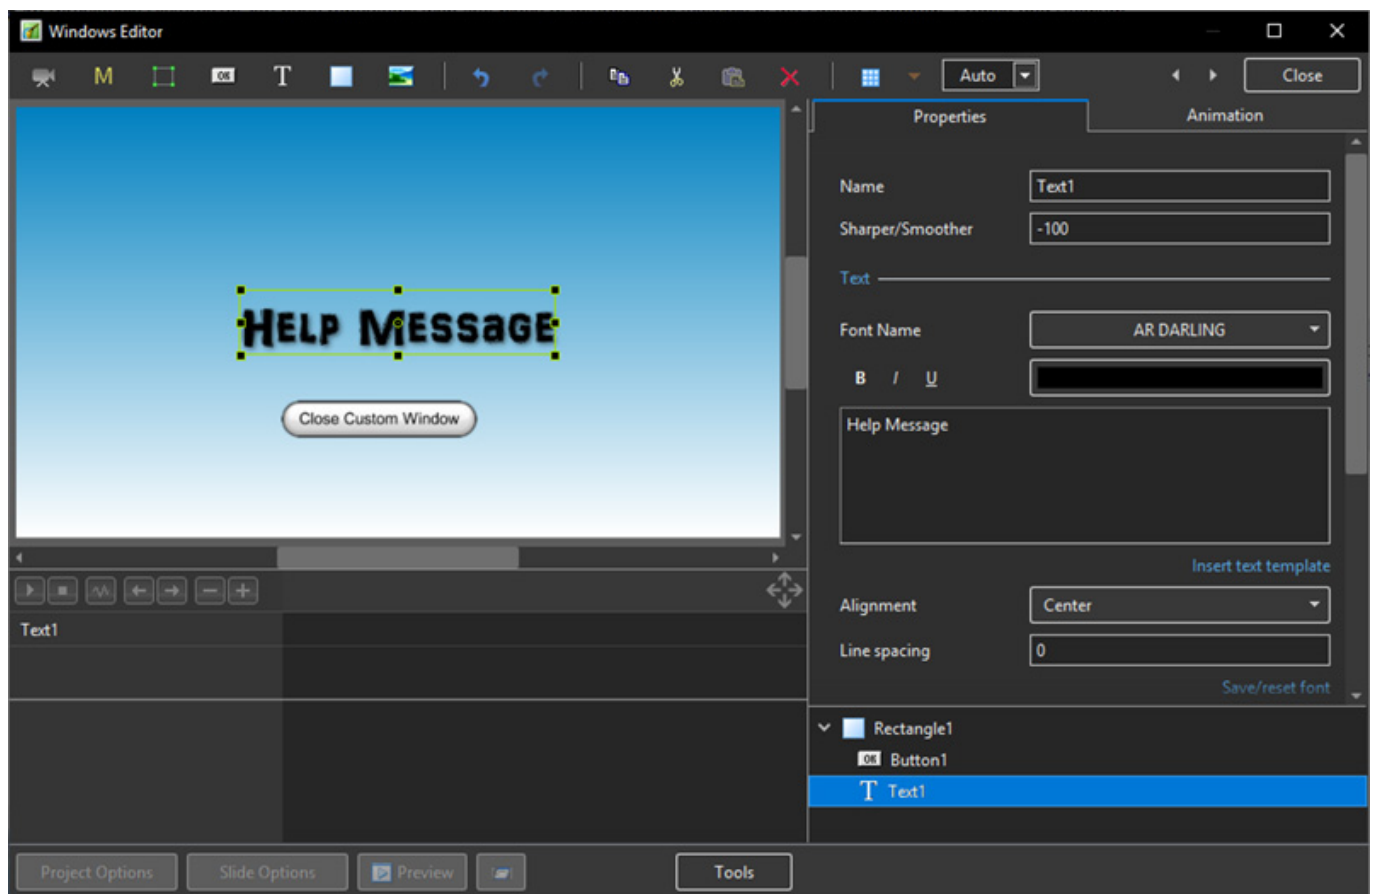 Windows Editor
M OK T Auto Close
Properties Animation
Name Text1
Sharper/Smoother -100
Text
Font Name AR DARLING
B I U
Help Message
Insert text template
Alignment Center
Line spacing 0
Save/reset font
Help Message
Close Custom Window
Text1
Rectangle1
OK Button1
T Text1
Project Options Slide Options Preview Tools